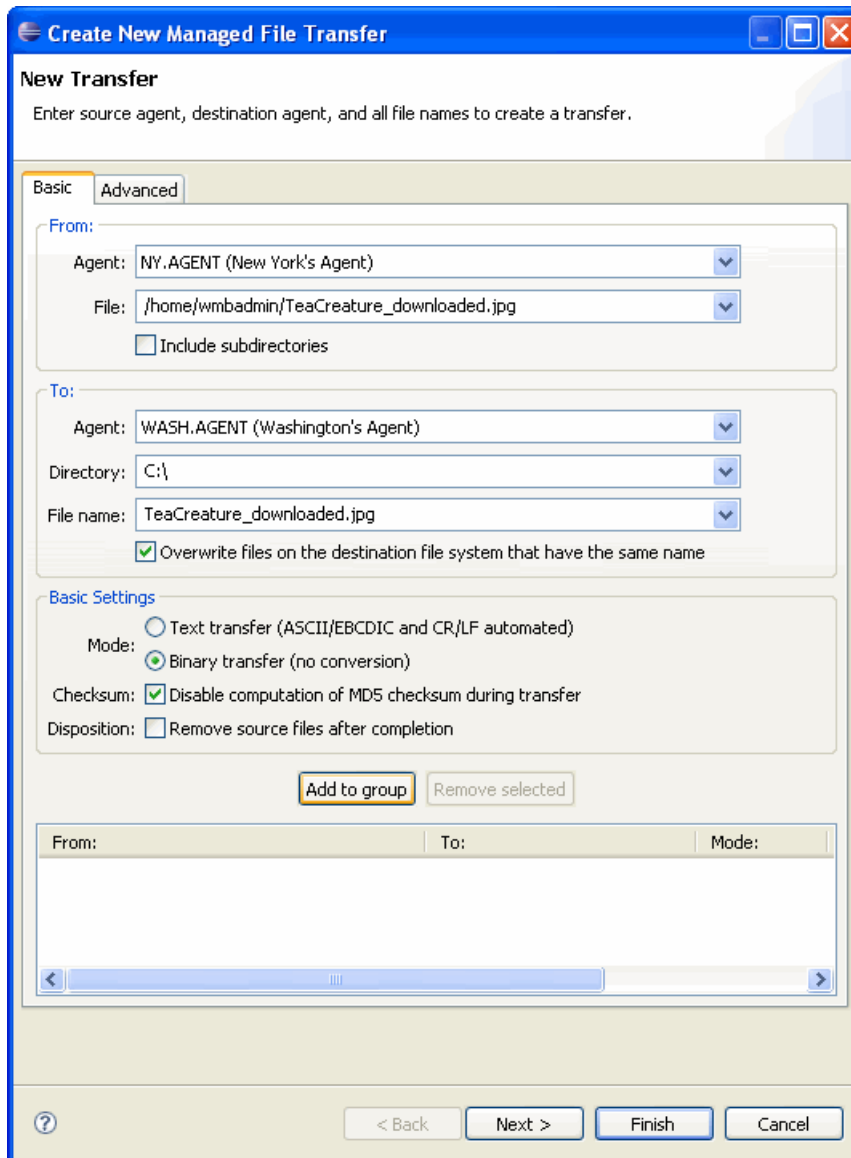 Create New Managed File Transfer
New Transfer
Enter source agent, destination agent, and all file names to create a transfer.
Basic
Advanced
From:
Agent: NY.AGENT (New York's Agent)
File: /home/wmbadmin/TeaCreature_downloaded.jpg
Include subdirectories
To:
Agent: WASH.AGENT (Washington's Agent)
Directory: C:\
File name: TeaCreature_downloaded.jpg
Overwrite files on the destination file system that have the same name
Basic Settings
Mode:
Text transfer (ASCII/EBCDIC and CR/LF automated)
Binary transfer (no conversion)
Checksum: Disable computation of MD5 checksum during transfer
Disposition: Remove source files after completion
Add to group
Remove selected
From: To: Mode:
?
< Back
Next >
Finish
Cancel